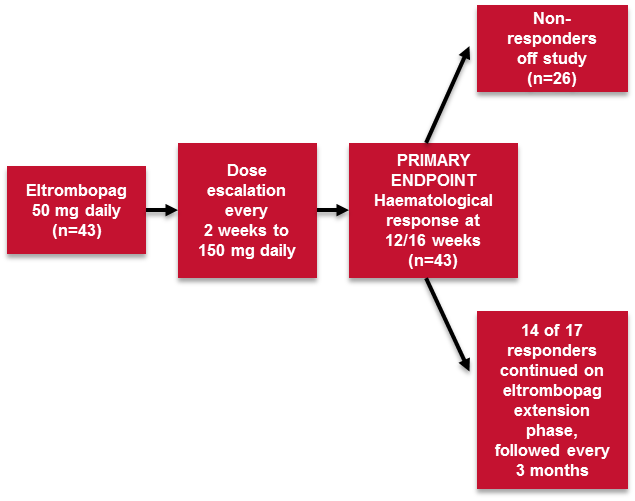 Eltrombopag
50 mg daily
(n=43)
Dose
escalation
every
2 weeks to
150 mg daily
PRIMARY
ENDPOINT
Haematological
response at
12/16 weeks
(n=43)
Non-
responders
off study
(n=26)
14 of 17
responders
continued on
eltrombopag
extension
phase,
followed every
3 months